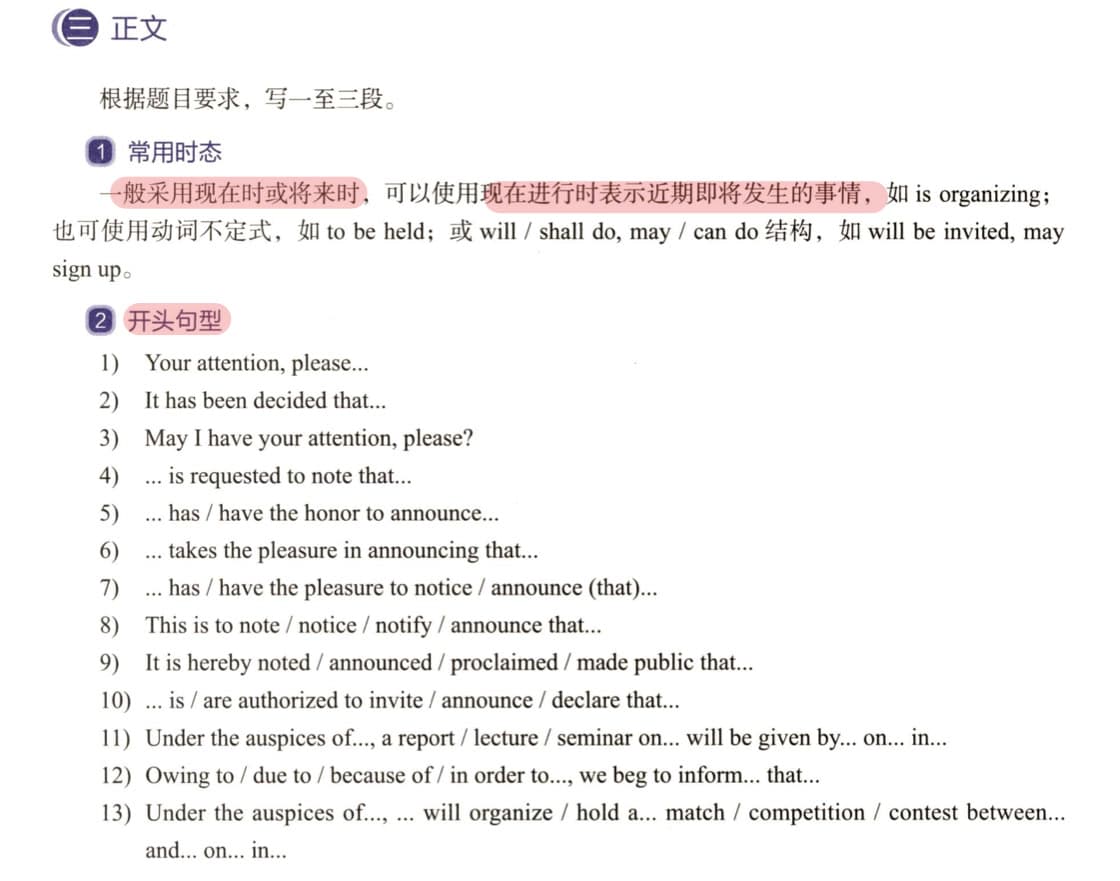 三 正文
根据题目要求，写一至三段。
1 常用时态
一般采用现在时或将来时，可以使用现在进行时表示近期即将发生的事情，如 is organizing；
也可使用动词不定式，如 to be held；或 will / shall do, may / can do 结构，如 will be invited, may
sign up。
2 开头句型
1) Your attention, please...
2) It has been decided that...
3) May I have your attention, please?
4) ... is requested to note that...
5) ... has / have the honor to announce...
6) ... takes the pleasure in announcing that...
7) ... has / have the pleasure to notice / announce (that)...
8) This is to note / notice / notify / announce that...
9) It is hereby noted / announced / proclaimed / made public that...
10) ... is / are authorized to invite / announce / declare that...
11) Under the auspices of..., a report / lecture / seminar on... will be given by... on... in...
12) Owing to / due to / because of / in order to..., we beg to inform... that...
13) Under the auspices of..., ... will organize / hold a... match / competition / contest between...
and... on... in...